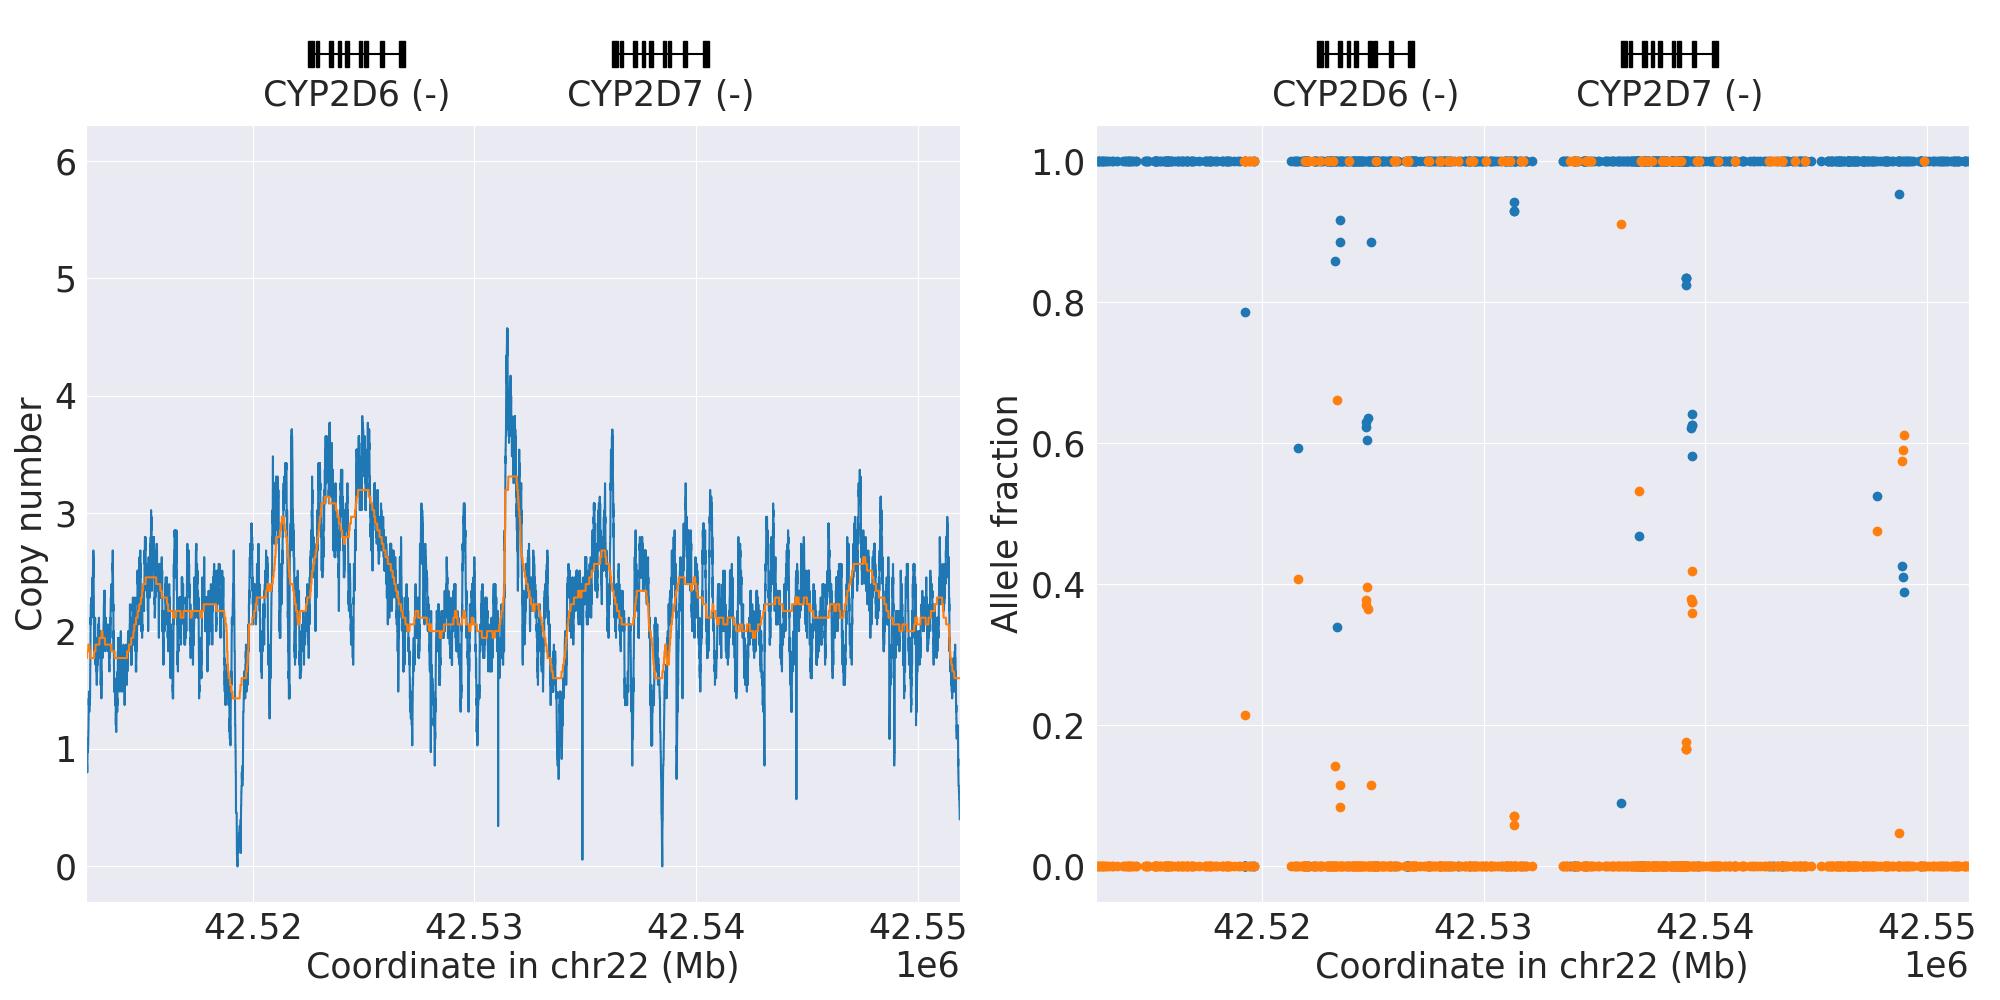 CYP2D6 (-)
CYP2D7 (-)
6
5
4
3
2
1
0
Copy number
42.52
42.53
42.54
42.55
Coordinate in chr22 (Mb)
1e6
CYP2D6 (-)
CYP2D7 (-)
1.0
0.8
0.6
0.4
0.2
0.0
Allele fraction
42.52
42.53
42.54
42.55
Coordinate in chr22 (Mb)
1e6